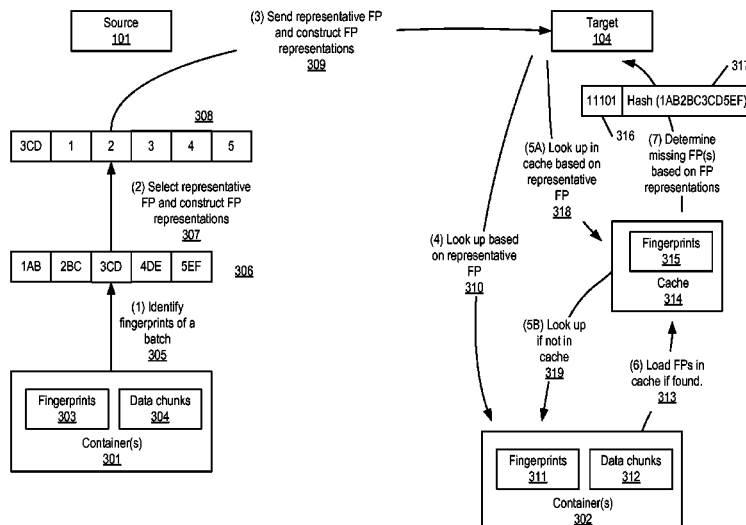 Source
101
(3) Send representative FP
and construct FP
representations
309
Target
104
317
11101 Hash (1AB2BC3CD5EF)
316
308
3CD 1 2 3 4 5
(2) Select representative
FP and construct FP
representations
307
1AB 2BC 3CD 4DE 5EF
306
(1) Identify
fingerprints of a
batch
305
Fingerprints
303
Data chunks
304
Container(s)
301
(4) Look up based
on representative
FP
310
(5A) Look up in
cache based on
representative
FP
318
(7) Determine
missing FP(s)
based on FP
representations
Fingerprints
315
Cache
314
(5B) Look up
if not in
cache
319
(6) Load FPs in
cache if found.
313
Fingerprints
311
Data chunks
312
Container(s)
302